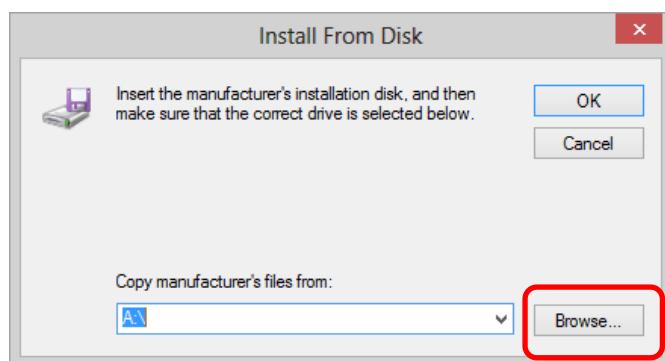 Install From Disk
Insert the manufacturer's installation disk, and then
make sure that the correct drive is selected below.
OK
Cancel
Copy manufacturer's files from:
A:\
Browse...